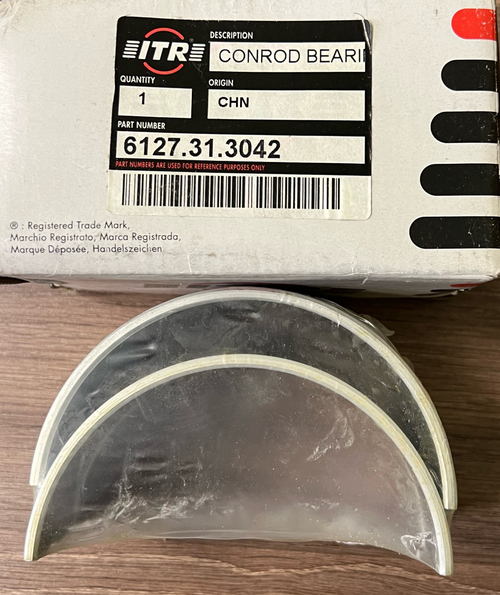 ITR
DESCRIPTION
CONROD BEARI
QUANTITY
1
ORIGIN
CHN
PART NUMBER
6127.31.3042
PART NUMBERS ARE USED FOR REFERENCE PURPOSES ONLY
® : Registered Trade Mark,
Marchio Registrato, Marca Registrada,
Marque Déposée, Handelszeichen.